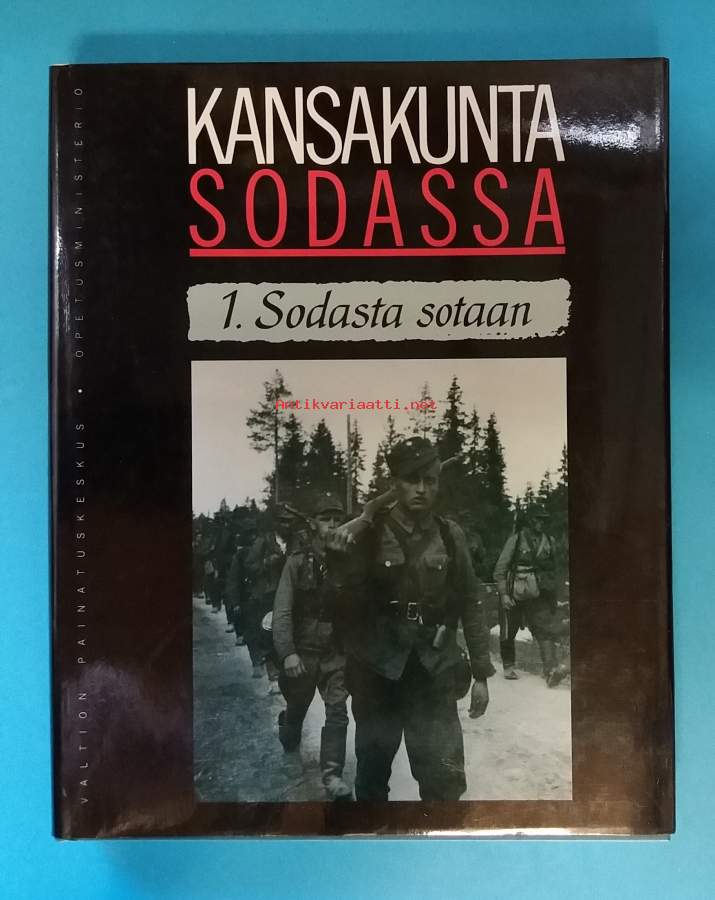 KANSAKUNTA
SODASSA
1. Sodasta sotaan
Antikvariaatti.net
VALTION PAINATUSKESKUS • OPETUSMINISTERIÖ